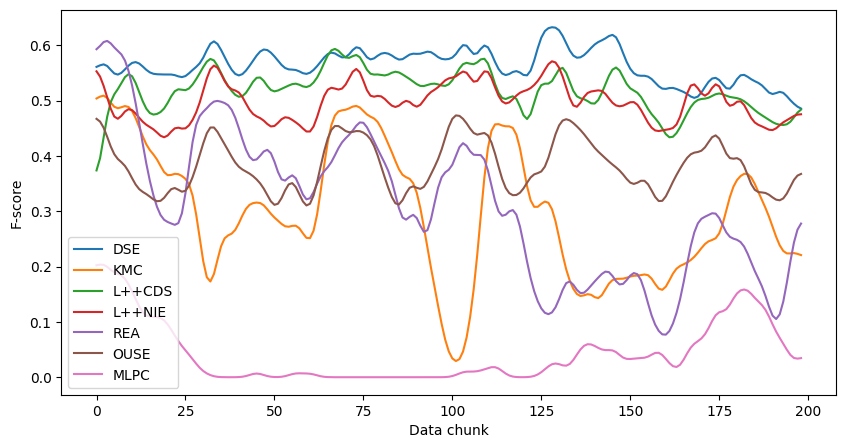 F-score
0.6
0.5
0.4
0.3
0.2
0.1
0.0
DSE
KMC
L++CDS
L++NIE
REA
OUSE
MLPC
0 25 50 75 100 125 150 175 200
Data chunk